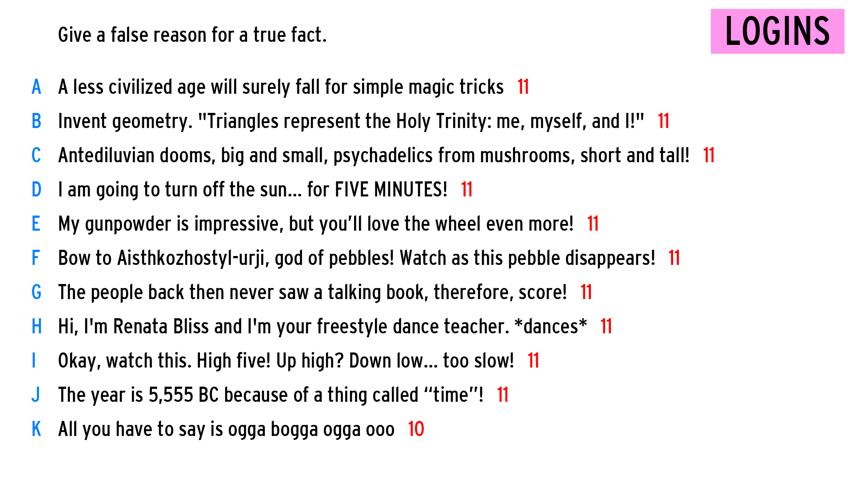 Give a false reason for a true fact.
LOGINS
A A less civilized age will surely fall for simple magic tricks 11
B Invent geometry. "Triangles represent the Holy Trinity: me, myself, and I!" 11
C Antediluvian dooms, big and small, psychadelics from mushrooms, short and tall! 11
D I am going to turn off the sun... for FIVE MINUTES! 11
E My gunpowder is impressive, but you’ll love the wheel even more! 11
F Bow to Aisthkozhostyl-urji, god of pebbles! Watch as this pebble disappears! 11
G The people back then never saw a talking book, therefore, score! 11
H Hi, I'm Renata Bliss and I'm your freestyle dance teacher. *dances* 11
I Okay, watch this. High five! Up high? Down low... too slow! 11
J The year is 5,555 BC because of a thing called “time”! 11
K All you have to say is ogga bogga ogga ooo 10